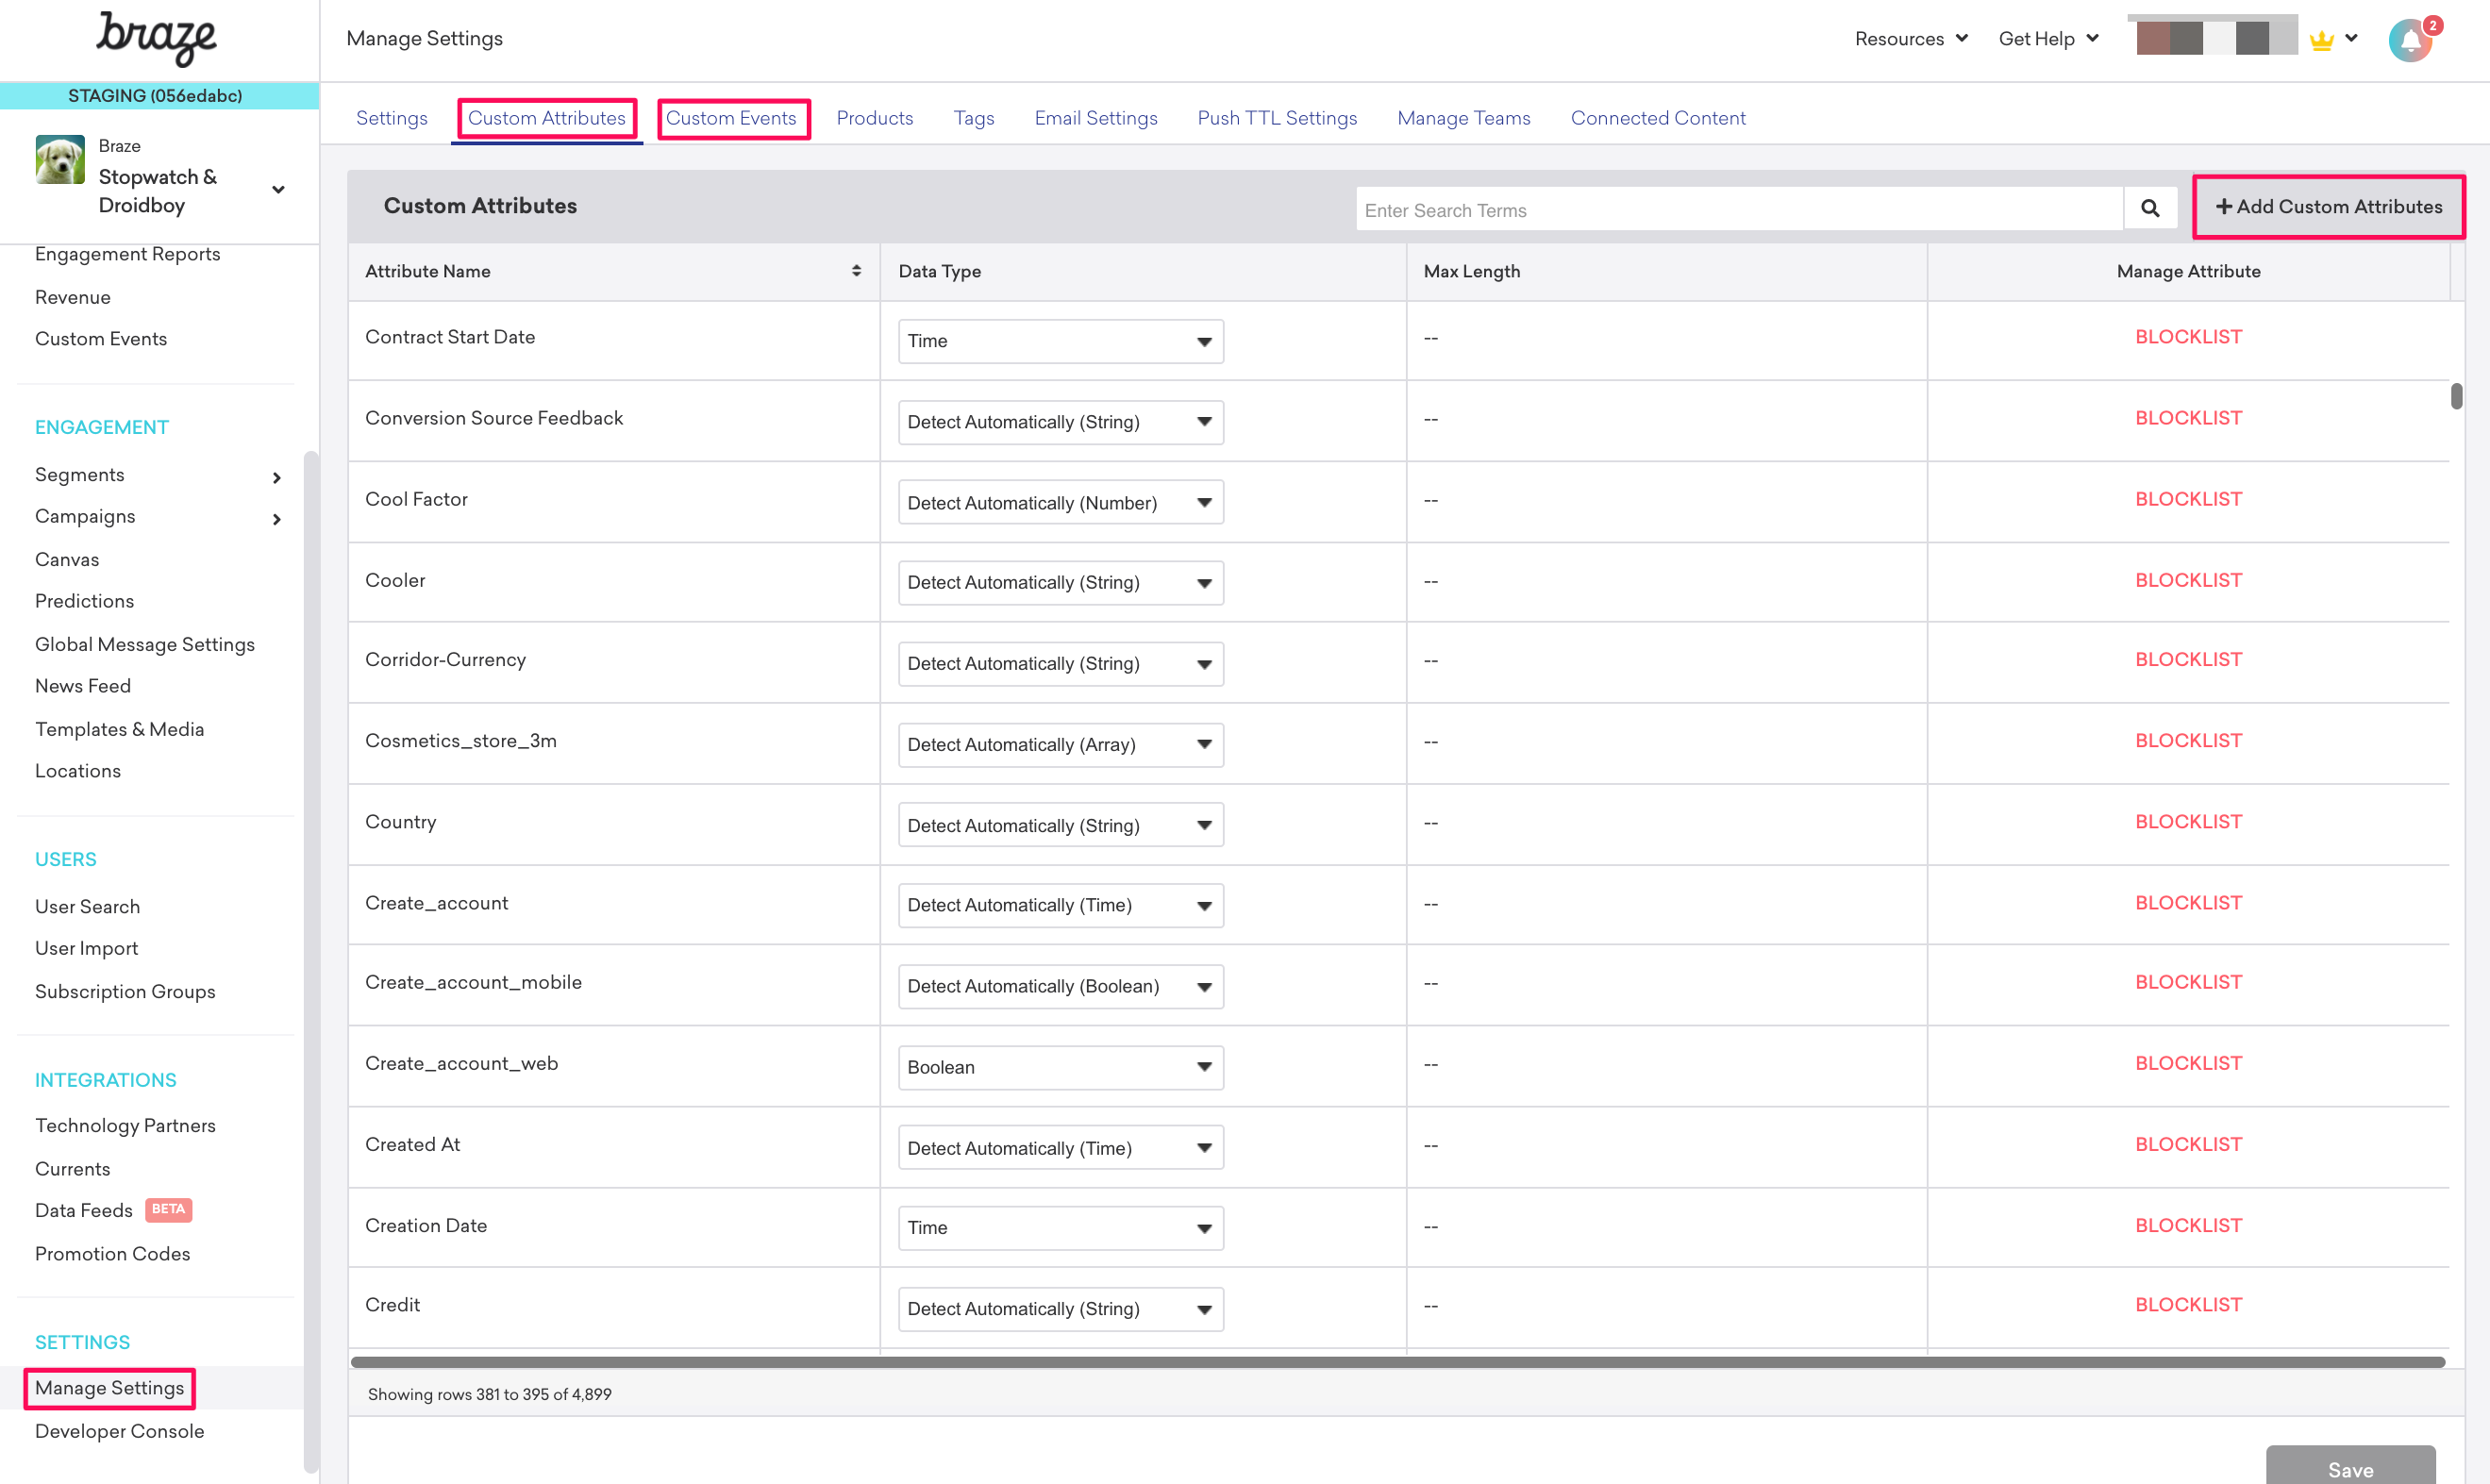 braze
STAGING (056edabc)
Braze
Stopwatch &
Droidboy
Engagement Reports
Revenue
Custom Events
ENGAGEMENT
Segments
Campaigns
Canvas
Predictions
Global Message Settings
News Feed
Templates & Media
Locations
USERS
User Search
User Import
Subscription Groups
INTEGRATIONS
Technology Partners
Currents
Data Feeds BETA
Promotion Codes
SETTINGS
Manage Settings
Developer Console
Manage Settings
Resources Get Help 2
Settings Custom Attributes Custom Events Products Tags Email Settings Push TTL Settings Manage Teams Connected Content
Custom Attributes Enter Search Terms + Add Custom Attributes
Attribute Name Data Type Max Length Manage Attribute
Contract Start Date Time -- BLOCKLIST
Conversion Source Feedback Detect Automatically (String) -- BLOCKLIST
Cool Factor Detect Automatically (Number) -- BLOCKLIST
Cooler Detect Automatically (String) -- BLOCKLIST
Corridor-Currency Detect Automatically (String) -- BLOCKLIST
Cosmetics_store_3m Detect Automatically (Array) -- BLOCKLIST
Country Detect Automatically (String) -- BLOCKLIST
Create_account Detect Automatically (Time) -- BLOCKLIST
Create_account_mobile Detect Automatically (Boolean) -- BLOCKLIST
Create_account_web Boolean -- BLOCKLIST
Created At Detect Automatically (Time) -- BLOCKLIST
Creation Date Time -- BLOCKLIST
Credit Detect Automatically (String) -- BLOCKLIST
Showing rows 381 to 395 of 4,899
Save